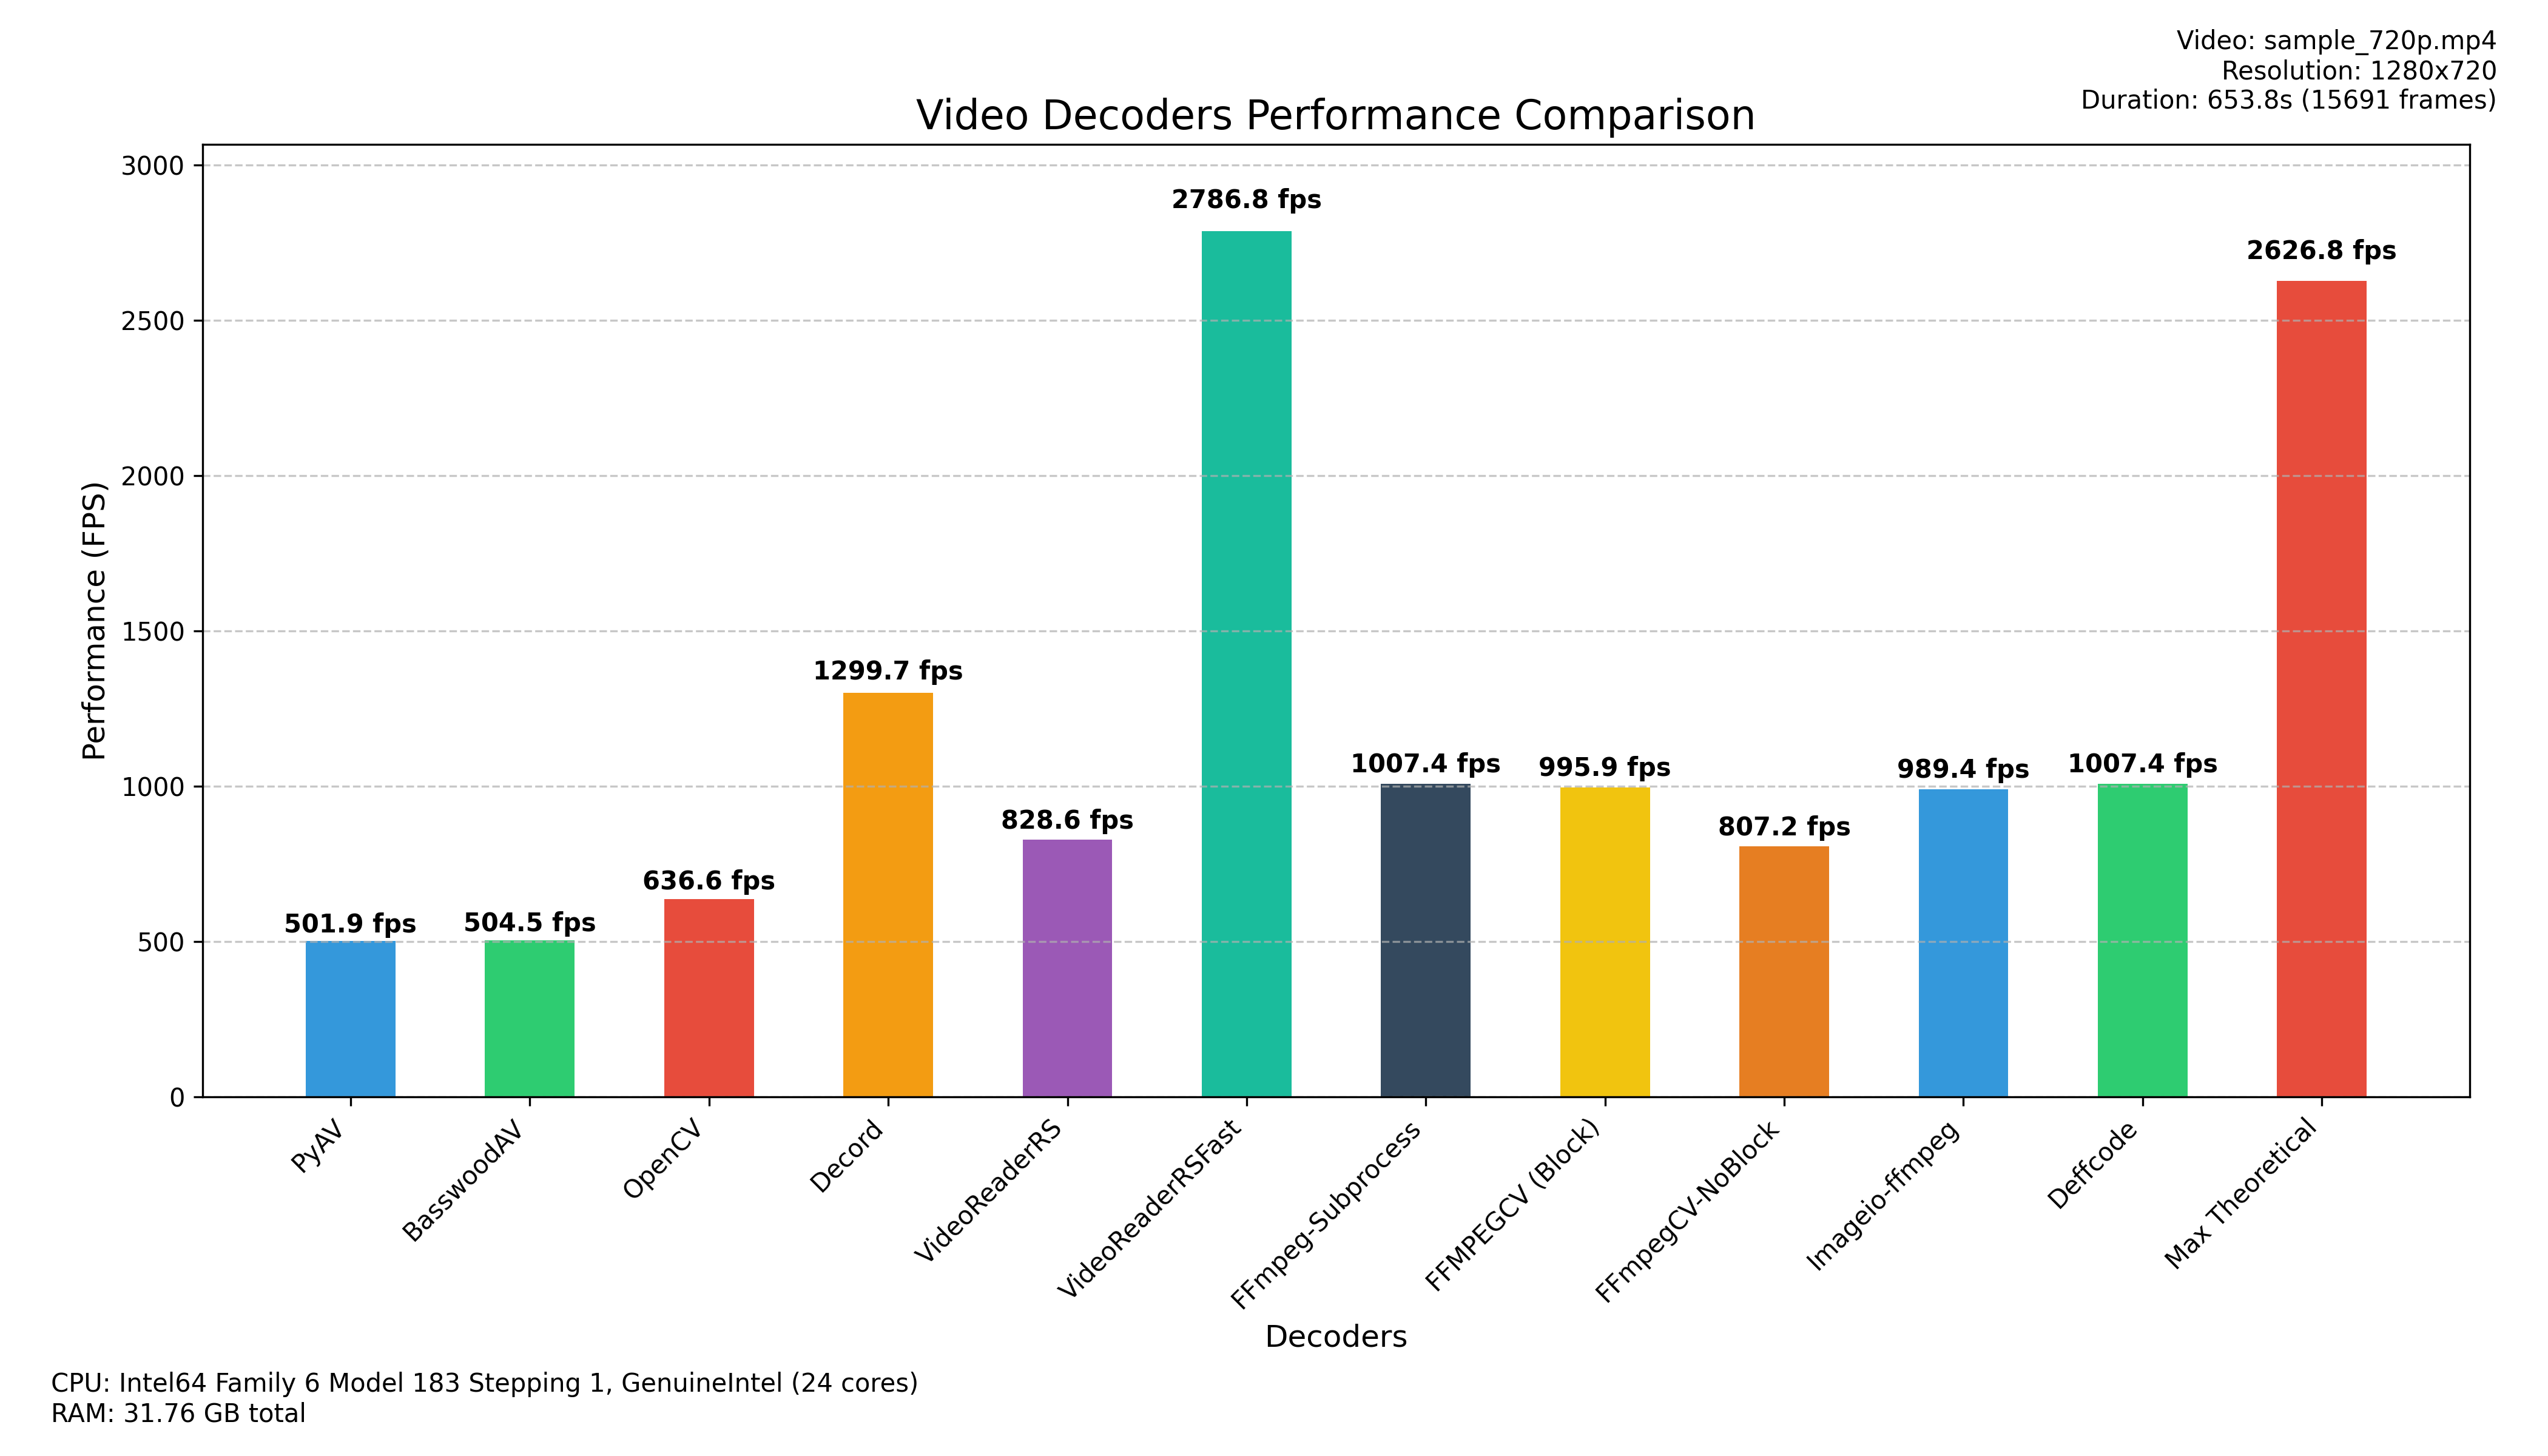 Video: sample_720p.mp4
Resolution: 1280x720
Duration: 653.8s (15691 frames)
Video Decoders Performance Comparison
Performance (FPS)
3000
2500
2000
1500
1000
500
0
501.9 fps
504.5 fps
636.6 fps
1299.7 fps
828.6 fps
2786.8 fps
1007.4 fps
995.9 fps
807.2 fps
989.4 fps
1007.4 fps
2626.8 fps
PyAV
BasswoodAV
OpenCV
Decord
VideoReaderRS
VideoReaderRSFast
FFmpeg-Subprocess
FFMPEGCV (Block)
FFmpegCV-NoBlock
Imageio-ffmpeg
Deffcode
Max Theoretical
Decoders
CPU: Intel64 Family 6 Model 183 Stepping 1, GenuineIntel (24 cores)
RAM: 31.76 GB total